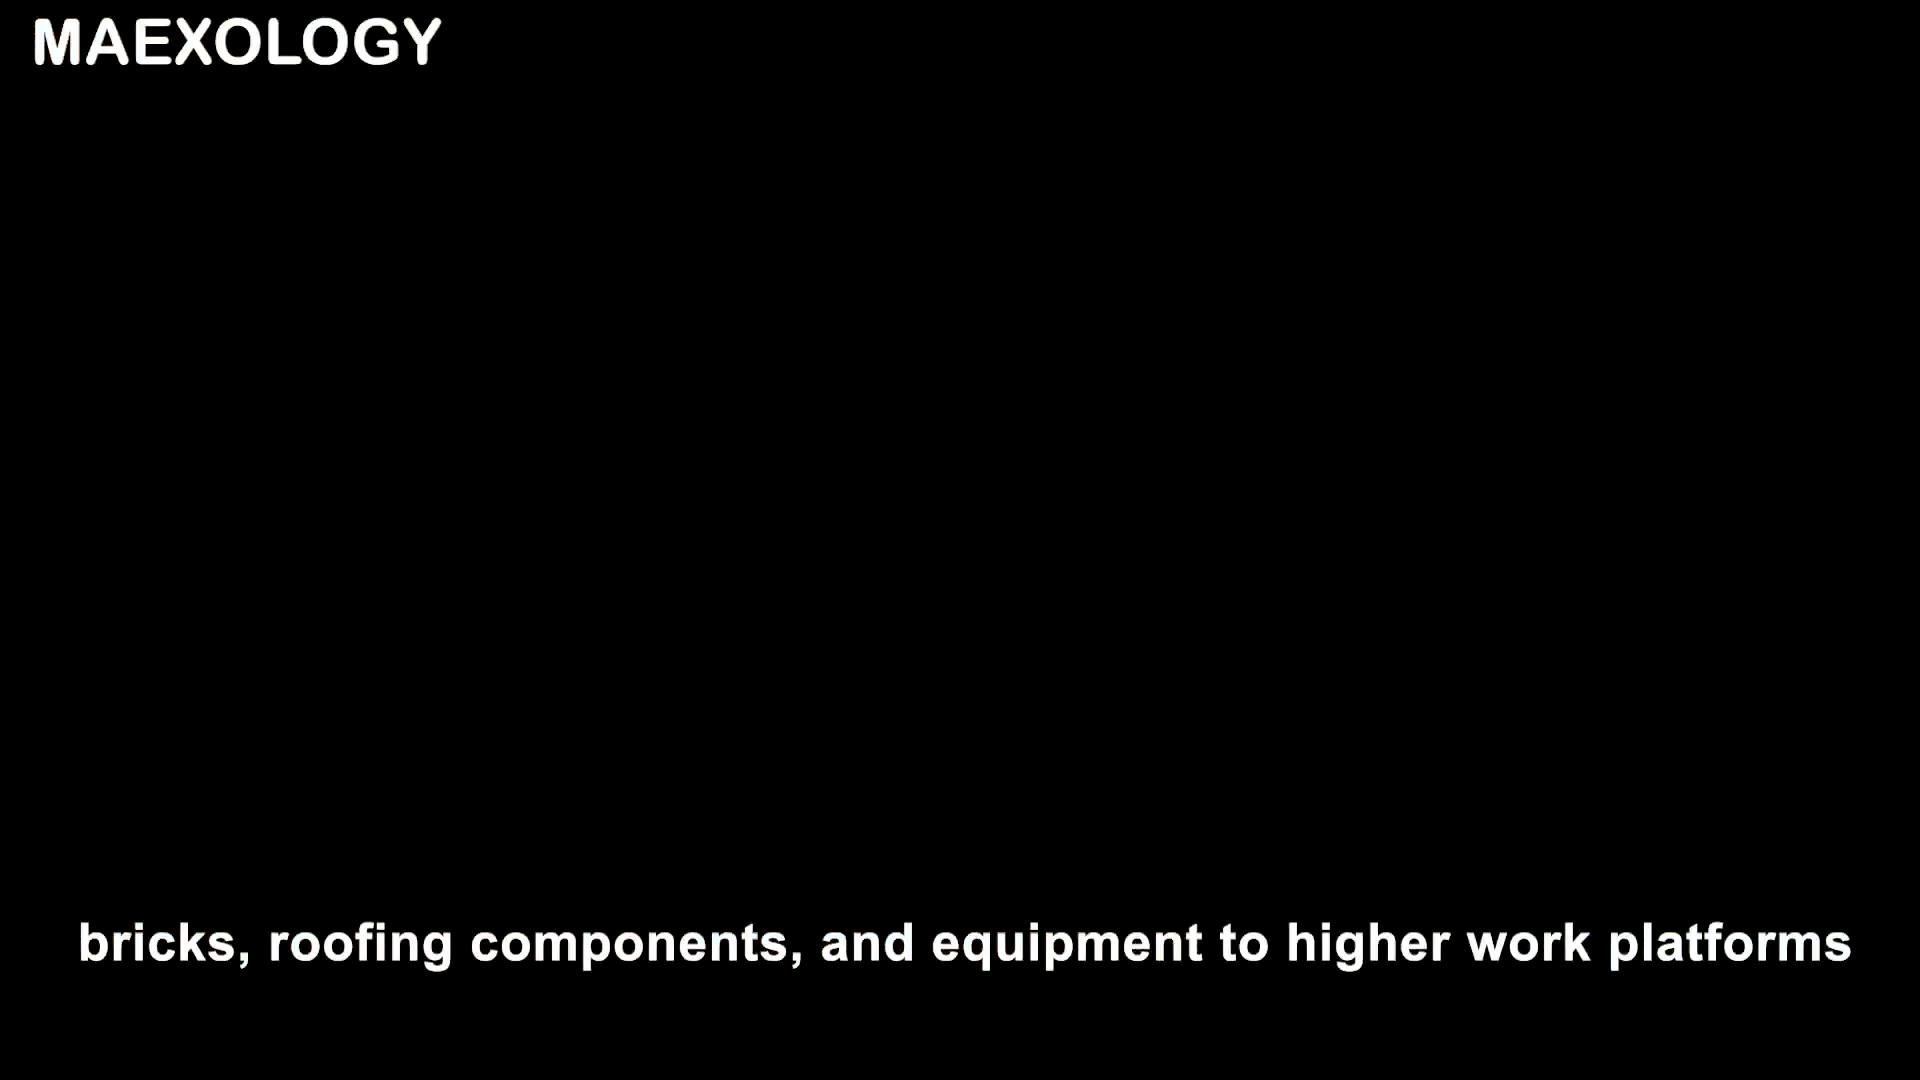 MAEXOLOGY
bricks, roofing components, and equipment to higher work platforms